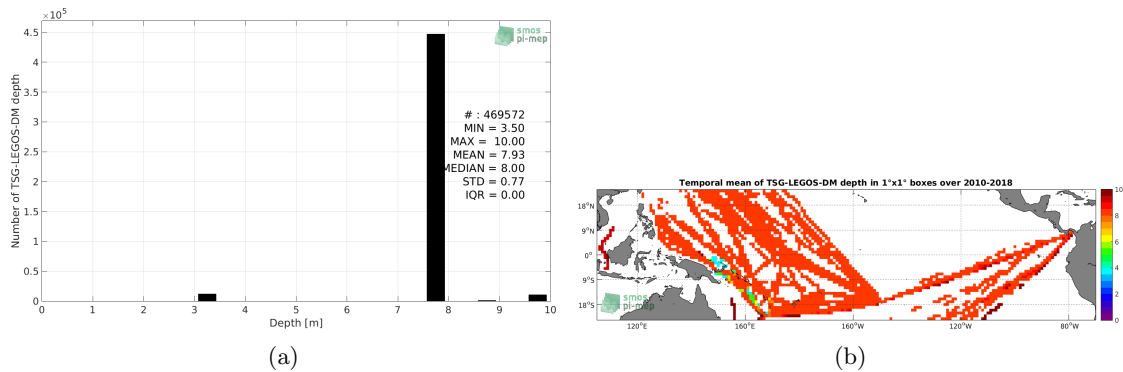 ×10⁵
4.5
4
3.5
3
2.5
2
1.5
1
0.5
0
Number of TSG-LEGOS-DM depth
smos
pi-mep
# : 469572
MIN = 3.50
MAX = 10.00
MEAN = 7.93
MEDIAN = 8.00
STD = 0.77
IQR = 0.00
0 1 2 3 4 5 6 7 8 9 10
Depth [m]
(a)
Temporal mean of TSG-LEGOS-DM depth in 1°x1° boxes over 2010-2018
18°N
9°N
0°
9°S
18°S
smos
pi-mep
120°E 160°E 160°W 120°W 80°W
10
8
6
4
2
0
(b)